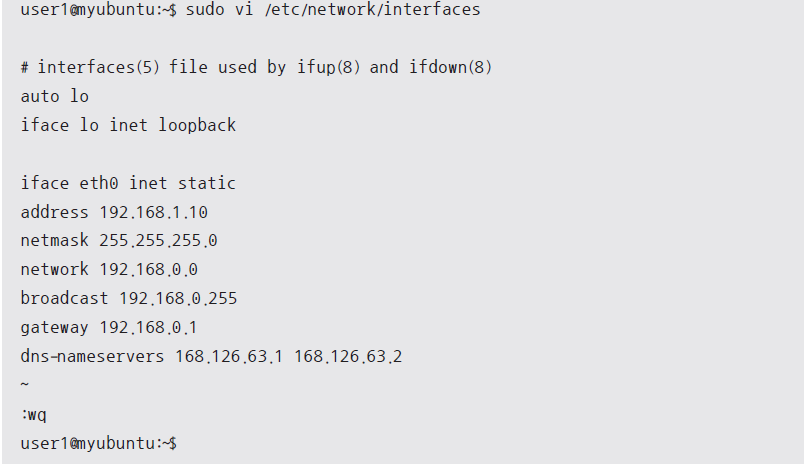 user1@myubuntu:~$ sudo vi /etc/network/interfaces
# interfaces(5) file used by ifup(8) and ifdown(8)
auto lo
iface lo inet loopback
iface eth0 inet static
address 192.168.1.10
netmask 255.255.255.0
network 192.168.0.0
broadcast 192.168.0.255
gateway 192.168.0.1
dns-nameservers 168.126.63.1 168.126.63.2
~
:wq
user1@myubuntu:~$